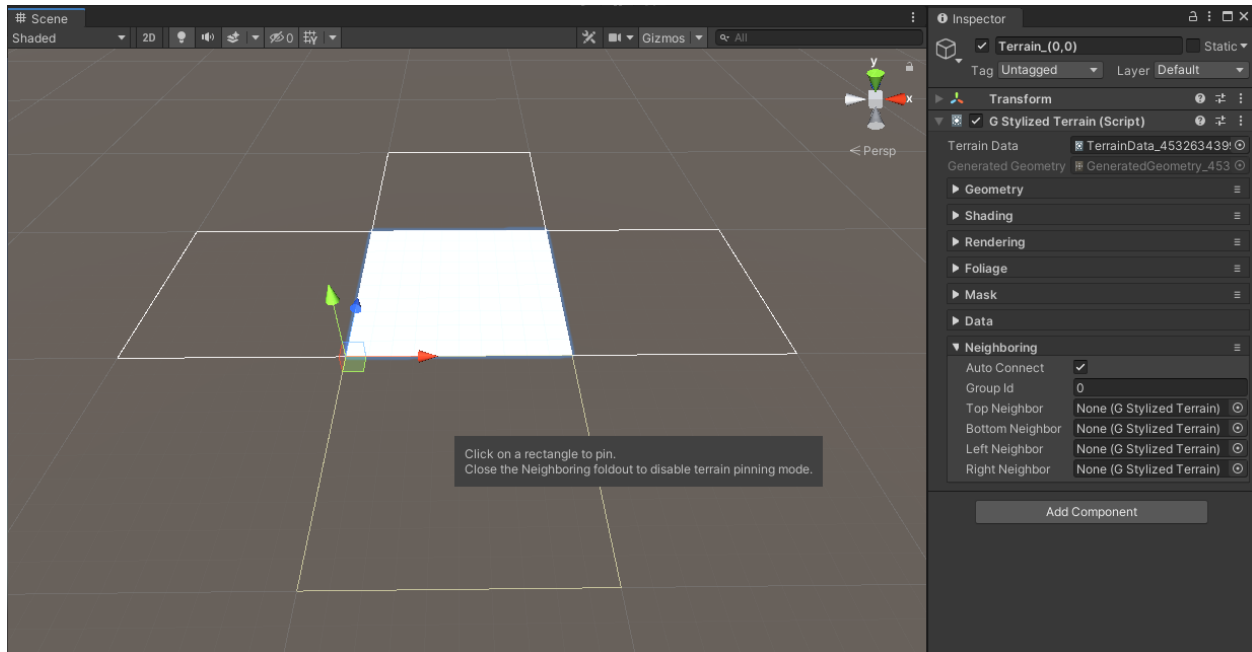 Scene
Shaded
2D
0
Gizmos
All
y
x
Persp
Click on a rectangle to pin.
Close the Neighboring foldout to disable terrain pinning mode.
Inspector
Terrain_(0,0)
Static
Tag Untagged Layer Default
Transform
G Stylized Terrain (Script)
Terrain Data TerrainData_4532634399
Generated Geometry GeneratedGeometry_453
Geometry
Shading
Rendering
Foliage
Mask
Data
Neighboring
Auto Connect
Group Id 0
Top Neighbor None (G Stylized Terrain)
Bottom Neighbor None (G Stylized Terrain)
Left Neighbor None (G Stylized Terrain)
Right Neighbor None (G Stylized Terrain)
Add Component